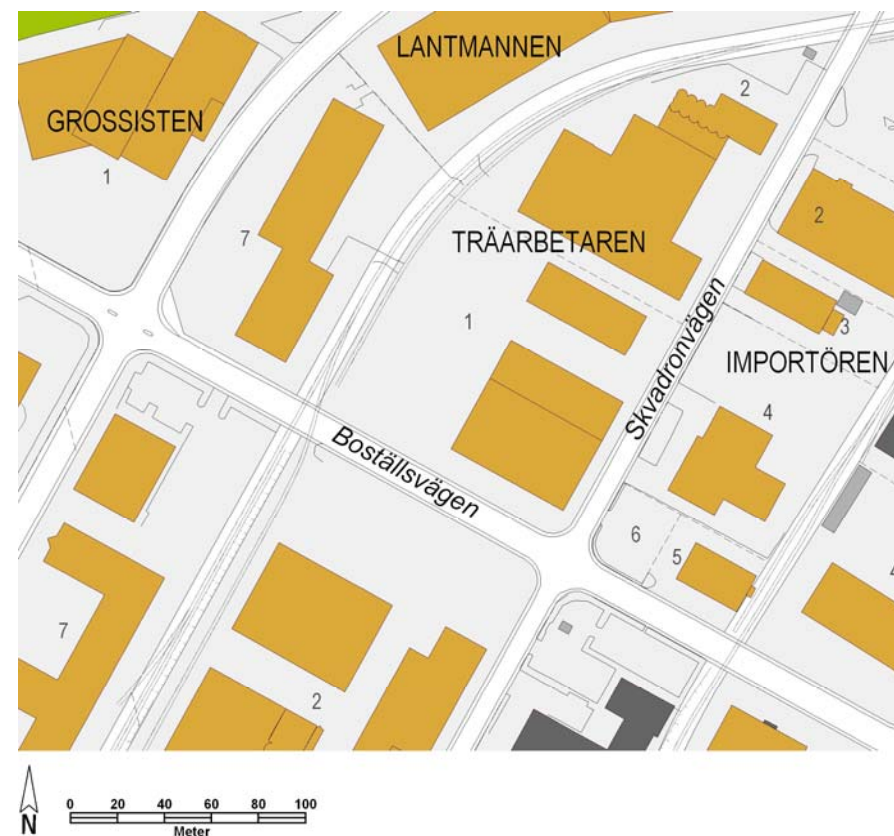 LANTMANNEN
2
GROSSISTEN
1
2
7
TRÄARBETAREN
1
3
Skvadronvägen
IMPORTÖREN
4
Boställsvägen
6
5
7
2
N
0 20 40 60 80 100
Meter